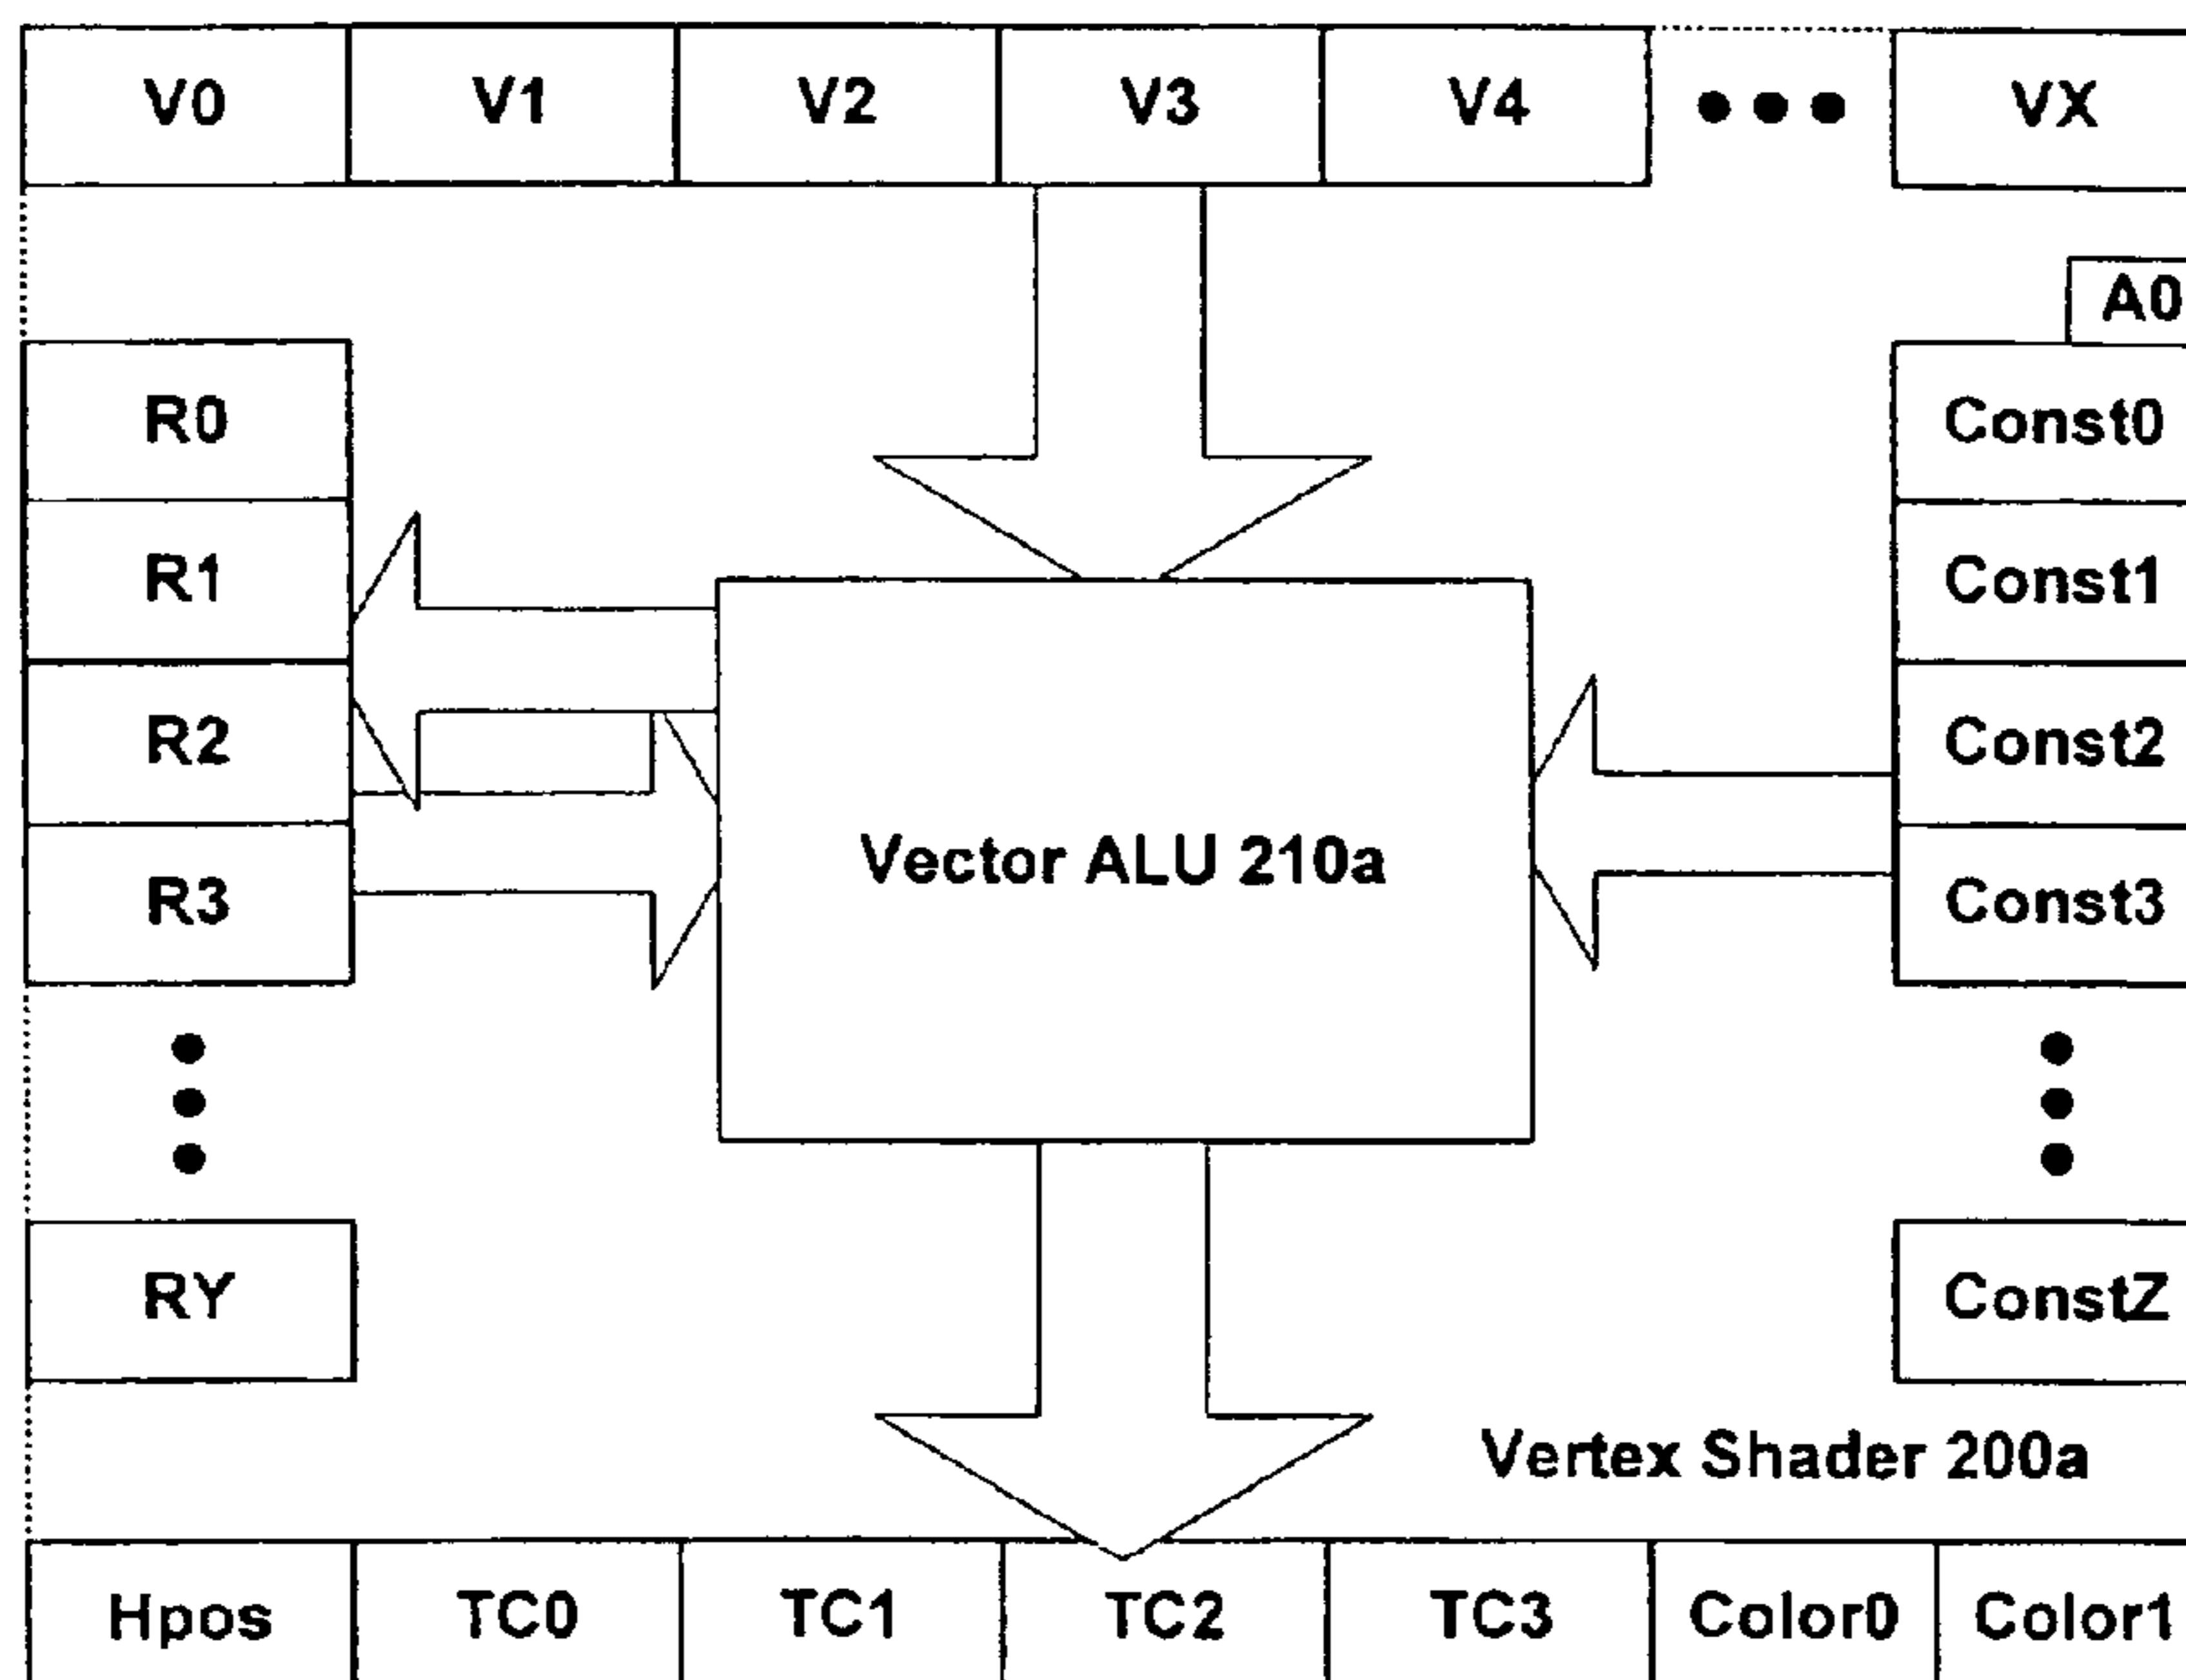 V0 V1 V2 V3 V4 VX
A0
R0 Const0
R1 Const1
R2 Const2
Vector ALU 210a
R3 Const3
RY ConstZ
Vertex Shader 200a
Hpos TC0 TC1 TC2 TC3 Color0 Color1